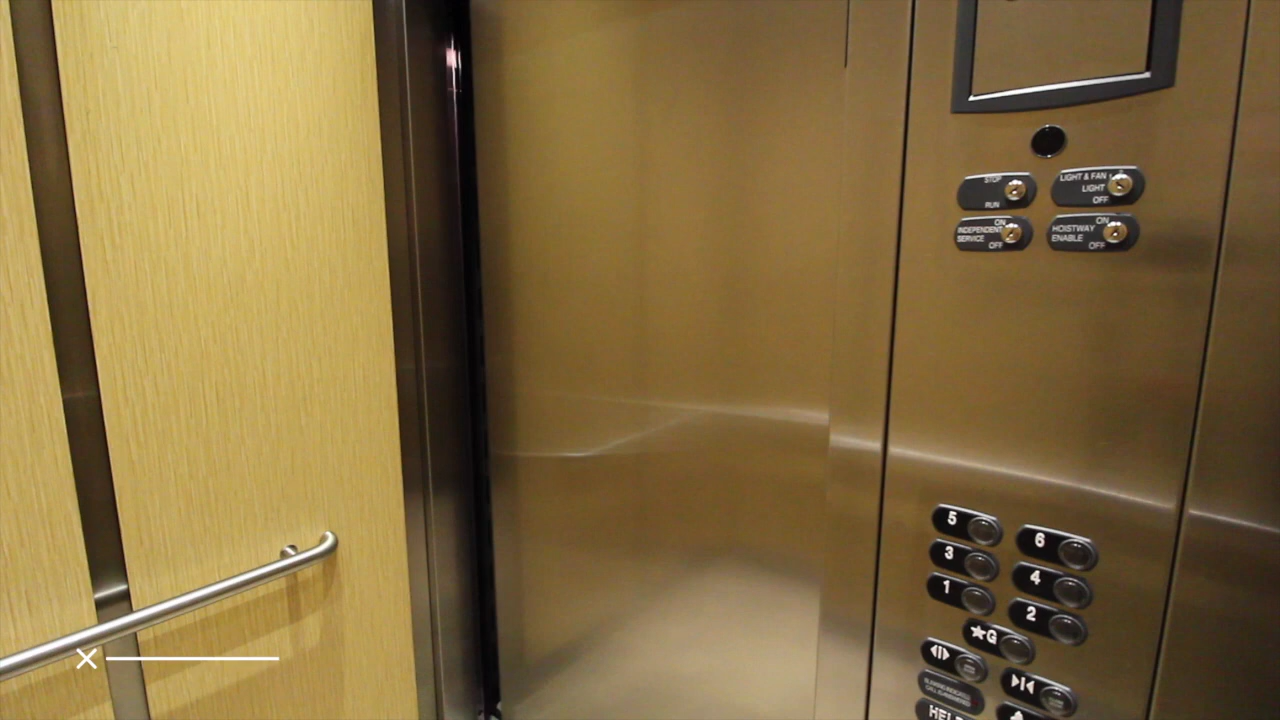 STOP
RUN
LIGHT & FAN
LIGHT
OFF
ON
INDEPENDENT
SERVICE
OFF
ON
HOISTWAY
ENABLE
OFF
5
6
3
4
1
2
★G
HELP